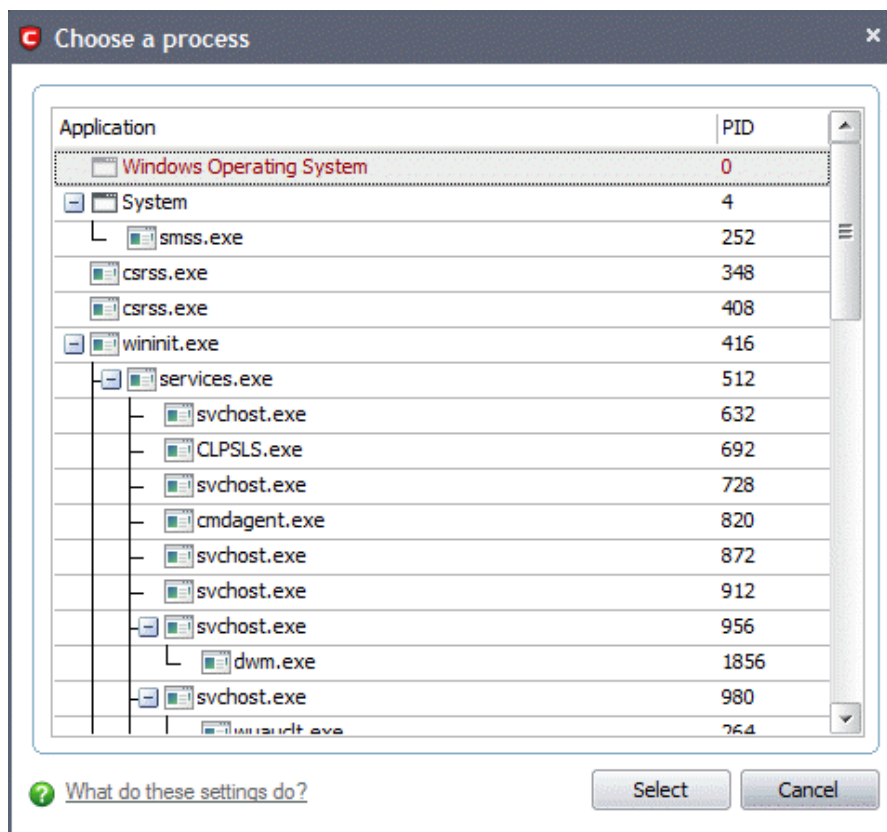 Choose a process
Application PID
Windows Operating System 0
System 4
smss.exe 252
csrss.exe 348
csrss.exe 408
wininit.exe 416
services.exe 512
svchost.exe 632
CLPSLS.exe 692
svchost.exe 728
cmdagent.exe 820
svchost.exe 872
svchost.exe 912
svchost.exe 956
dwm.exe 1856
svchost.exe 980
wuauclt.exe 264
What do these settings do?
Select Cancel